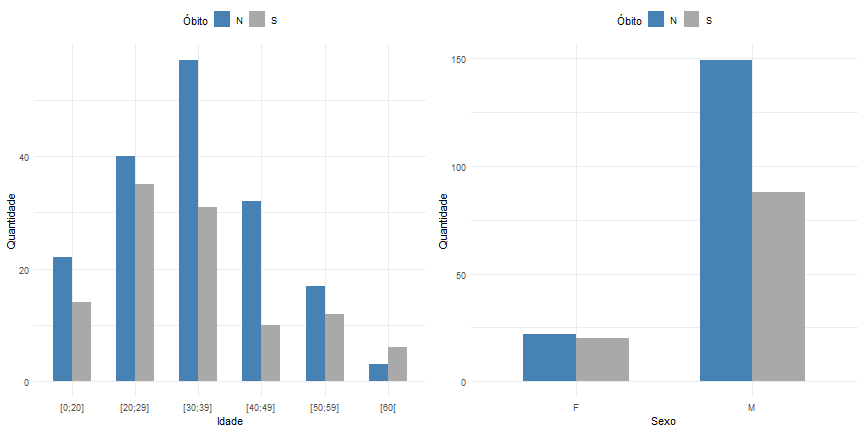 Óbito N S
Quantidade
40
20
0
[0;20] [20;29] [30;39] [40;49] [50;59] [60[
Idade
Óbito N S
Quantidade
150
100
50
0
F M
Sexo